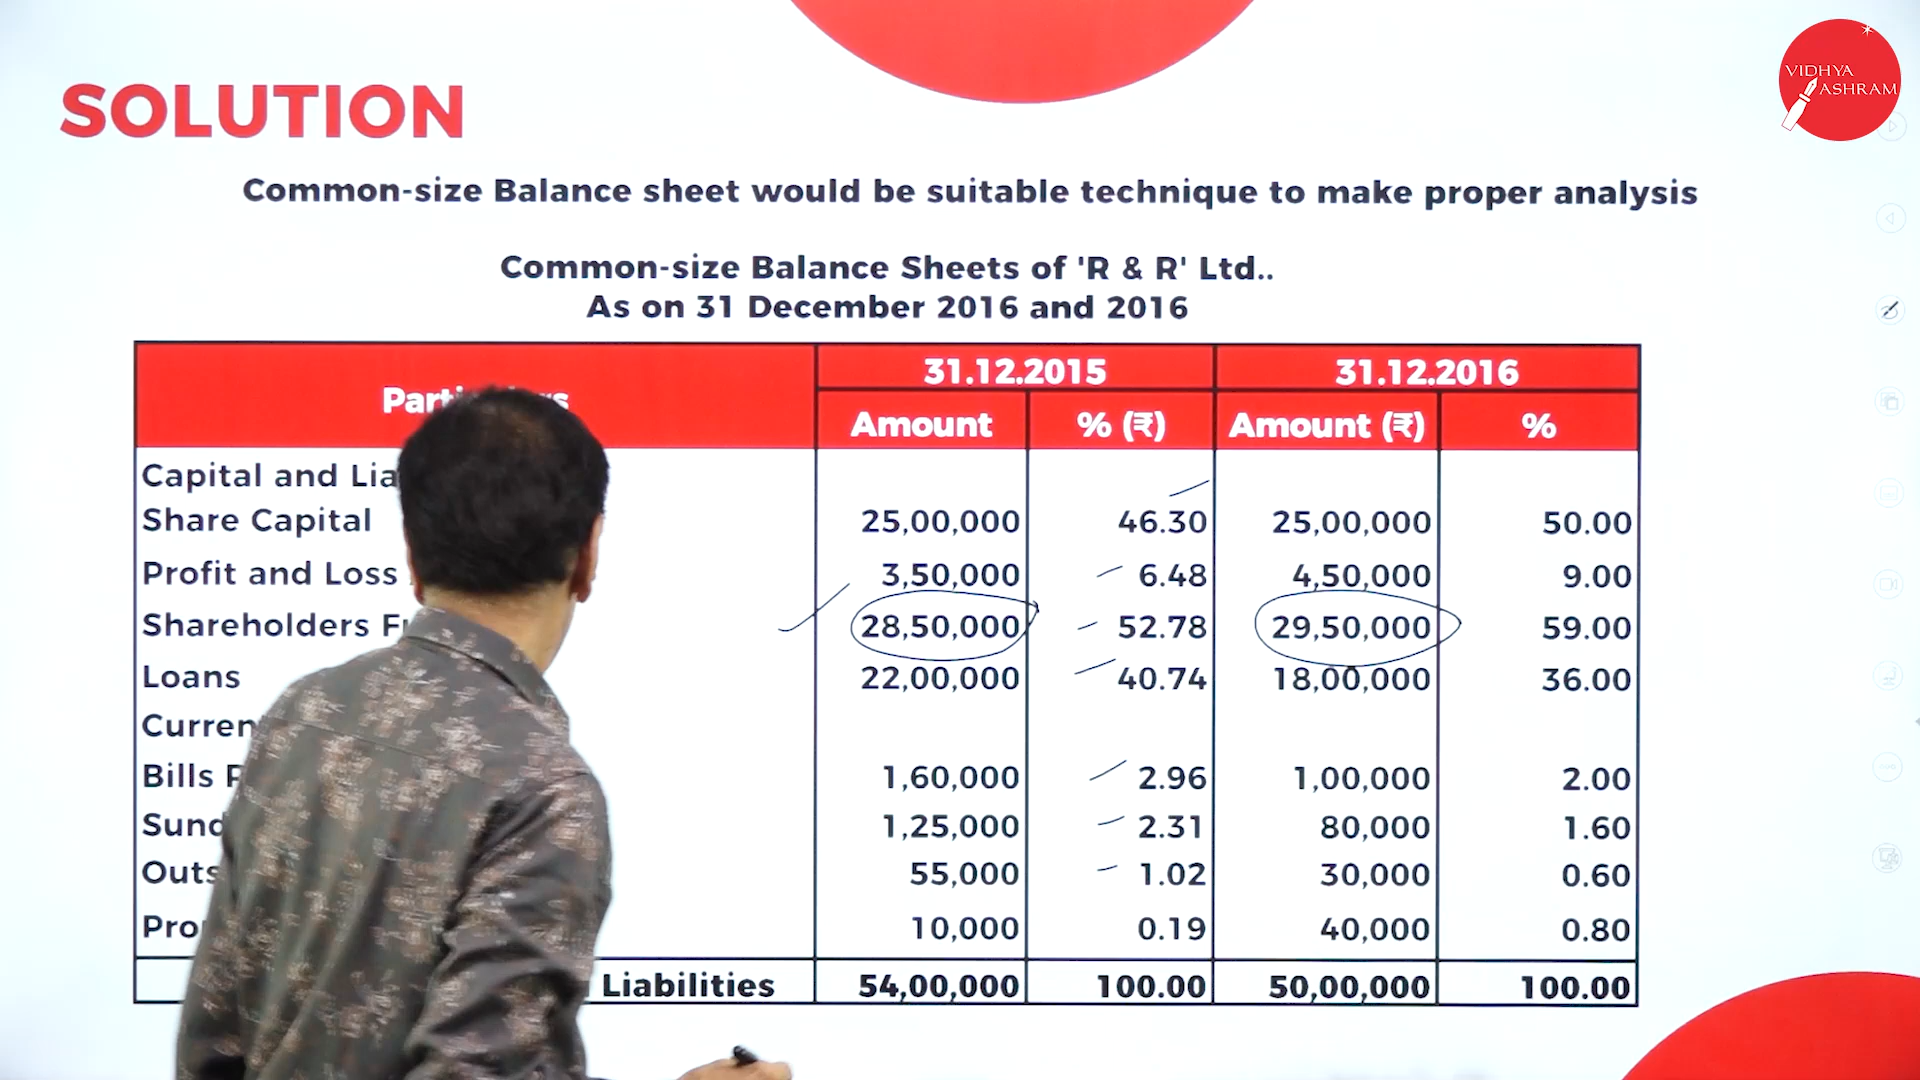 VIDHYA
ASHRAM
SOLUTION
Common-size Balance sheet would be suitable technique to make proper analysis
Common-size Balance Sheets of 'R & R' Ltd..
As on 31 December 2016 and 2016
31.12.2015 31.12.2016
Amount % (₹) Amount (₹) %
Capital and
Share Capital 25,00,000 46.30 25,00,000 50.00
Profit and Loss 3,50,000 6.48 4,50,000 9.00
Shareholders 28,50,000 52.78 29,50,000 59.00
Loans 22,00,000 40.74 18,00,000 36.00
Bills 1,60,000 2.96 1,00,000 2.00
1,25,000 2.31 80,000 1.60
55,000 1.02 30,000 0.60
10,000 0.19 40,000 0.80
Liabilities 54,00,000 100.00 50,00,000 100.00